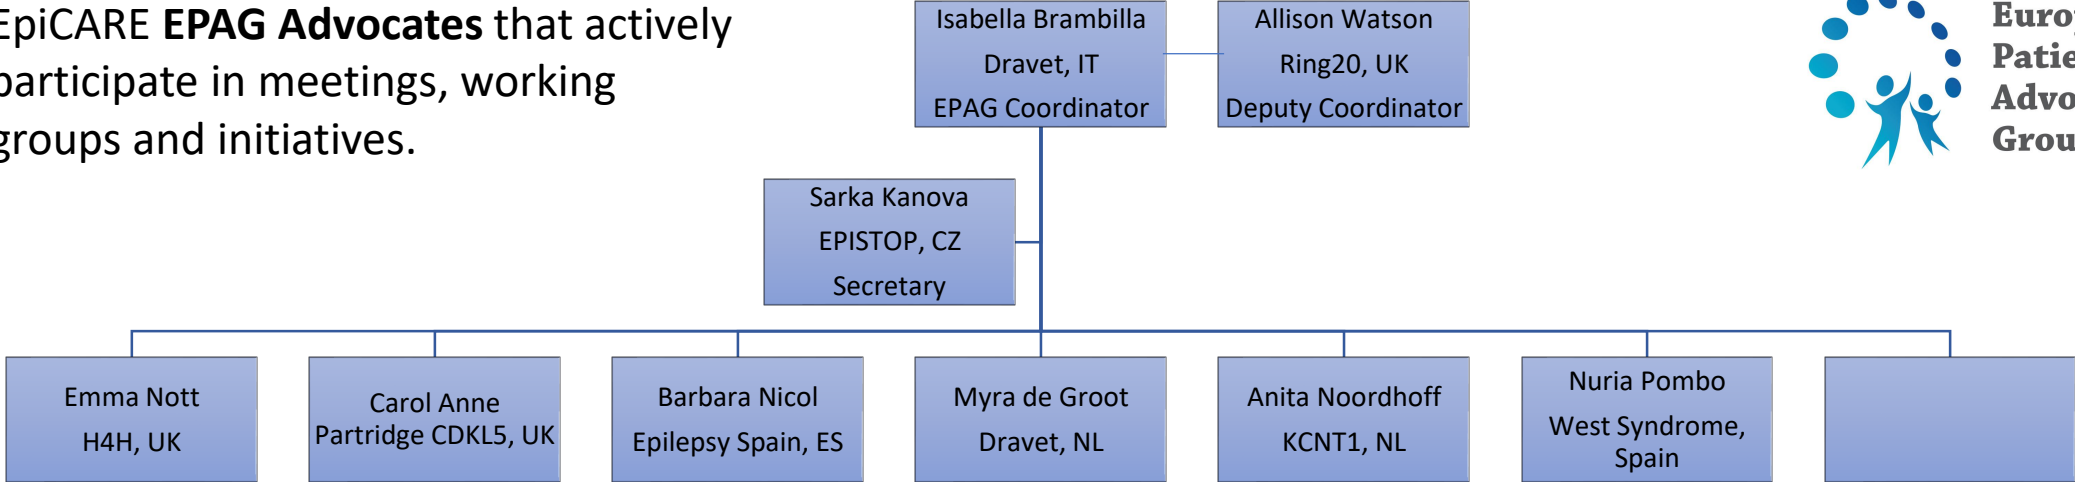 EpiCARE EPAG Advocates that actively
participate in meetings, working
groups and initiatives.
Isabella Brambilla
Dravet, IT
EPAG Coordinator
Allison Watson
Ring20, UK
Deputy Coordinator
Sarka Kanova
EPISTOP, CZ
Secretary
Emma Nott
H4H, UK
Carol Anne
Partridge CDKL5, UK
Barbara Nicol
Epilepsy Spain, ES
Myra de Groot
Dravet, NL
Anita Noordhoff
KCNT1, NL
Nuria Pombo
West Syndrome,
Spain